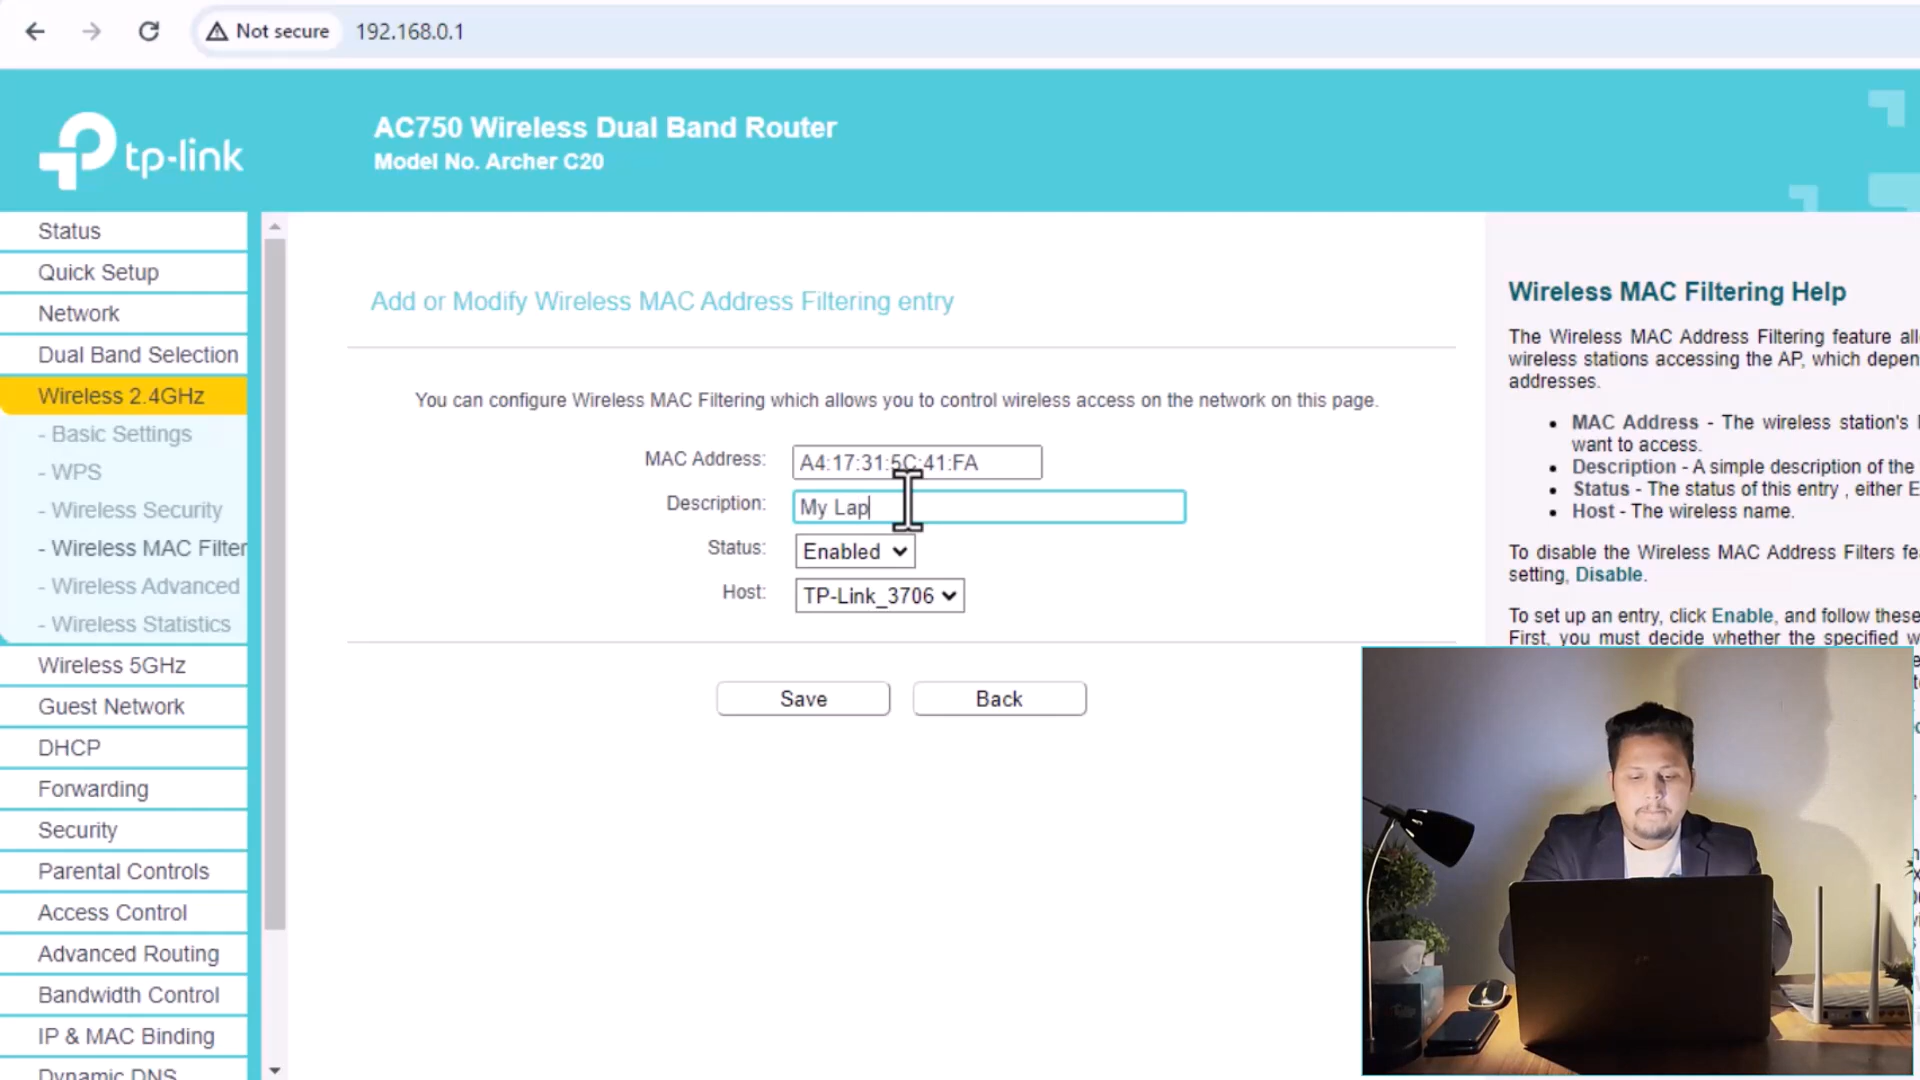 Not secure 192.168.0.1
tp-link
AC750 Wireless Dual Band Router
Model No. Archer C20
Status
Quick Setup
Network
Dual Band Selection
Wireless 2.4GHz
- Basic Settings
- WPS
- Wireless Security
- Wireless MAC Filter
- Wireless Advanced
- Wireless Statistics
Wireless 5GHz
Guest Network
DHCP
Forwarding
Security
Parental Controls
Access Control
Advanced Routing
Bandwidth Control
IP & MAC Binding
Dynamic DNS
Add or Modify Wireless MAC Address Filtering entry
You can configure Wireless MAC Filtering which allows you to control wireless access on the network on this page.
MAC Address: A4:17:31:5C:41:FA
Description: My Lap
Status: Enabled
Host: TP-Link_3706
Save Back
Wireless MAC Filtering Help
The Wireless MAC Address Filtering feature all
wireless stations accessing the AP, which depen
addresses.
• MAC Address - The wireless station's
want to access.
• Description - A simple description of the
• Status - The status of this entry , either E
• Host - The wireless name.
To disable the Wireless MAC Address Filters fe
setting, Disable.
To set up an entry, click Enable, and follow these
First, you must decide whether the specified w